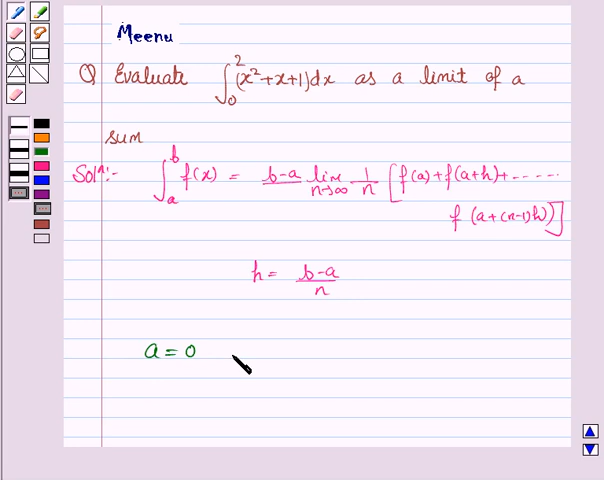 Meenu
Q Evaluate ∫₀² (x²+x+1)dx as a limit of a
sum
Solⁿ:- ∫ₐᵇ f(x) = b-a lim n→∞ 1/n [f(a)+f(a+h)+.....
f(a+(n-1)h)]
h = b-a/n
a = 0